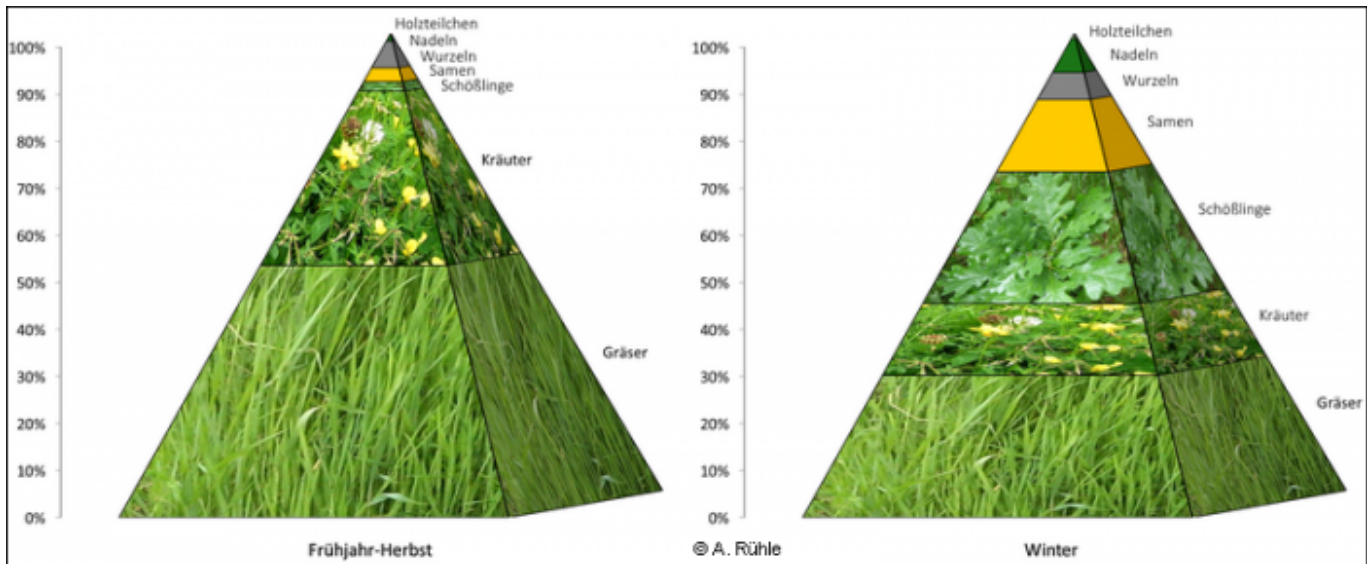 Holzteilchen
Nadeln
Wurzeln
Samen
Schößlinge
Kräuter
Gräser
100%
90%
80%
70%
60%
50%
40%
30%
20%
10%
0%
Frühjahr-Herbst
© A. Rühle
Holzteilchen
Nadeln
Wurzeln
Samen
Schößlinge
Kräuter
Gräser
100%
90%
80%
70%
60%
50%
40%
30%
20%
10%
0%
Winter